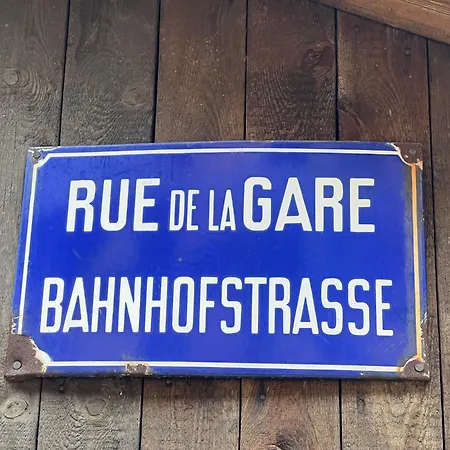 RUE DE LA GARE
BAHNHOFSTRASSE